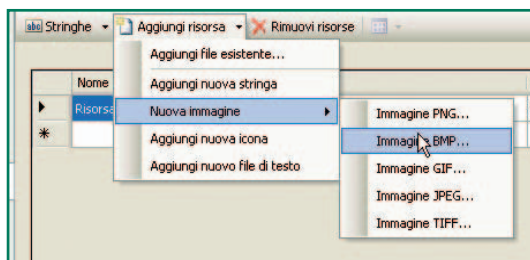 abc Stringhe Aggiungi risorsa Rimuovi risorse
Aggiungi file esistente...
Nome Aggiungi nuova stringa
Risorsa Nuova immagine Immagine PNG...
* Aggiungi nuova icona Immagine BMP...
Aggiungi nuovo file di testo Immagine GIF...
Immagine JPEG...
Immagine TIFF...